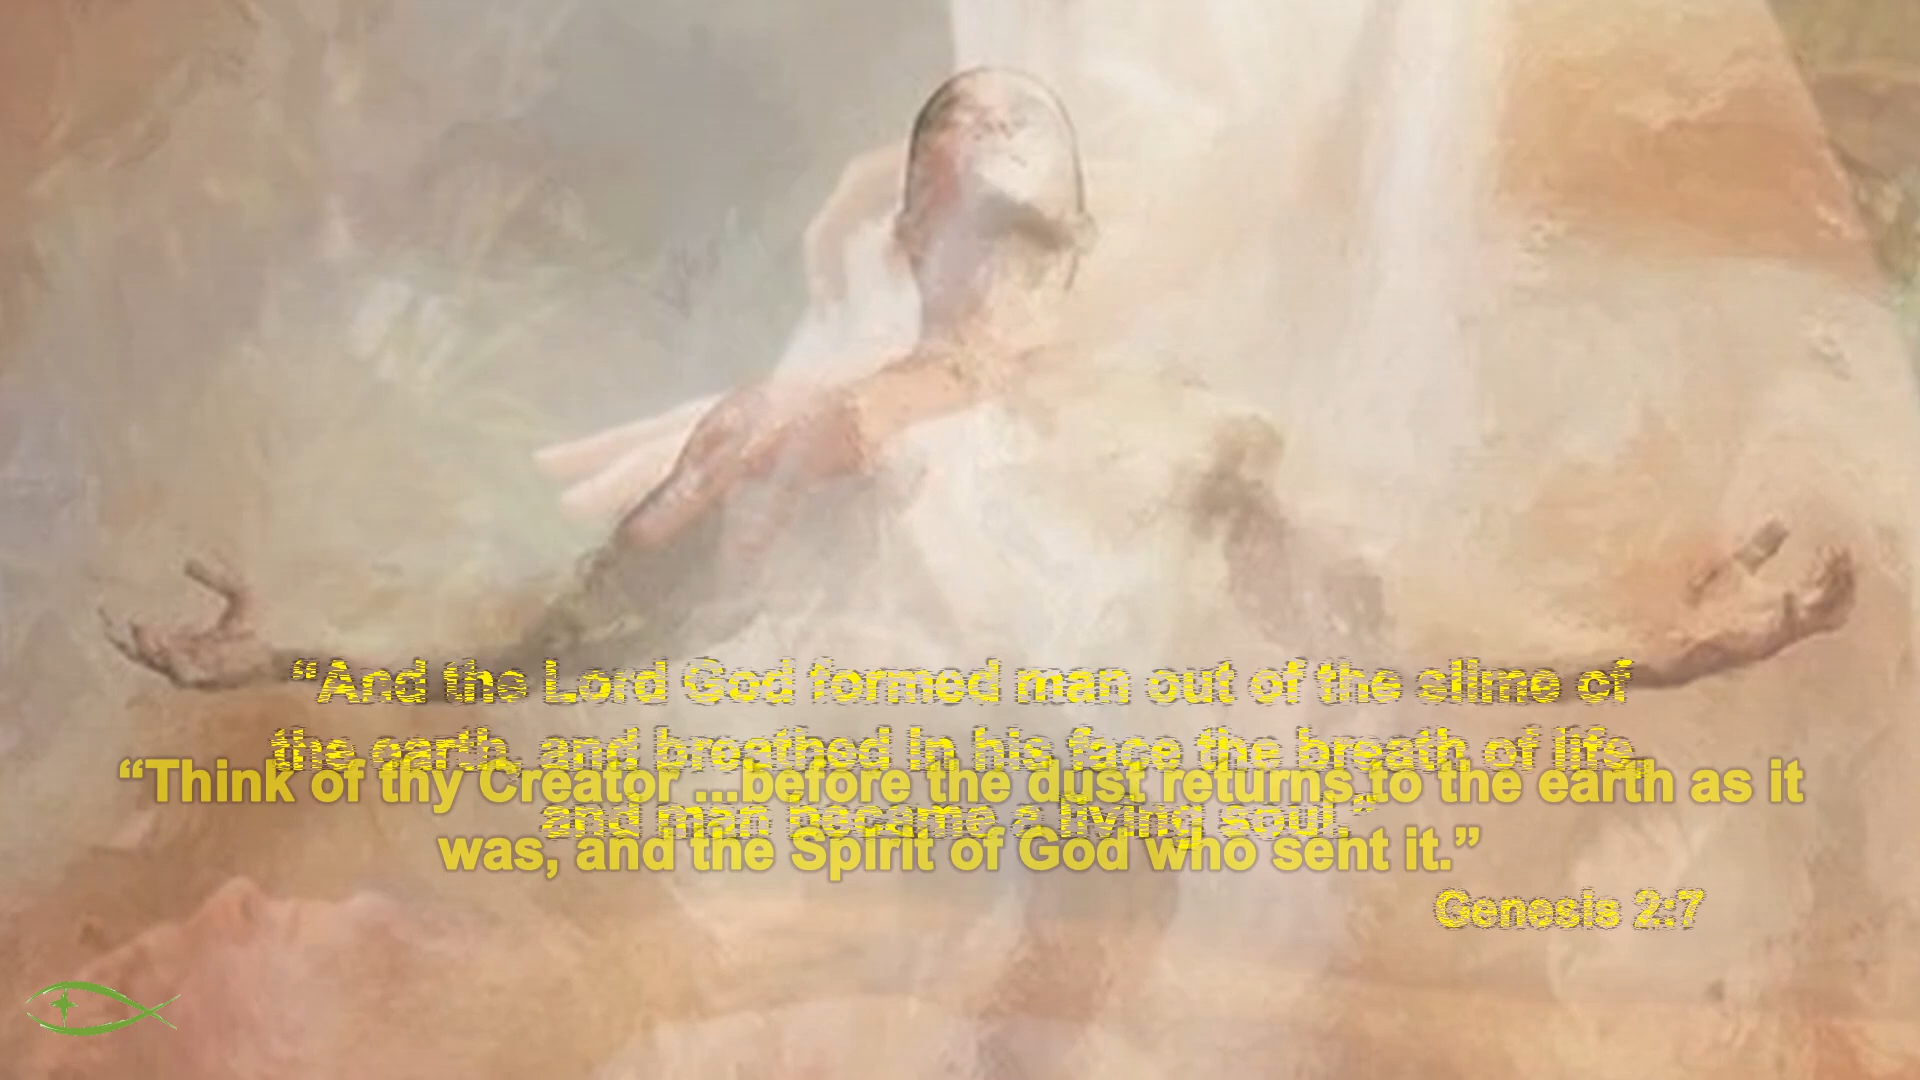 “And the Lord God formed man out of the slime of
the earth, and breathed in his face the breath of life,
and man became a living soul.”
“Think of thy Creator ...before the dust returns to the earth as it
was, and the Spirit of God who sent it.”
Genesis 2:7